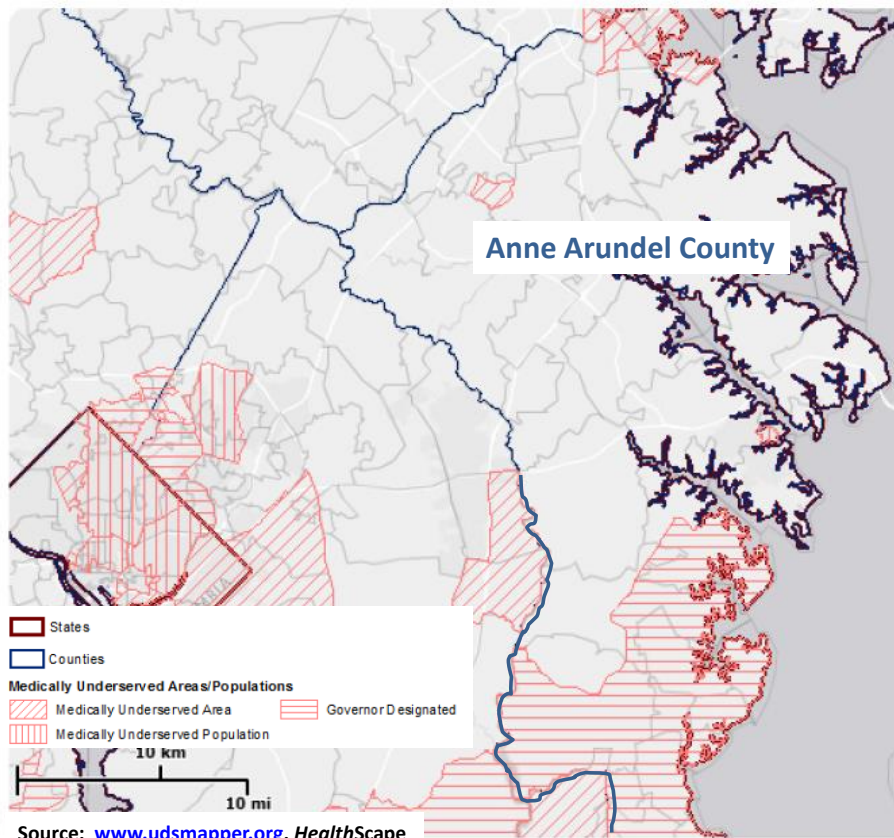 Anne Arundel County
States
Counties
Medically Underserved Areas/Populations
Medically Underserved Area
Governor Designated
Medically Underserved Population
10 km
10 mi
Source: www.udsmapper.org, HealthScape